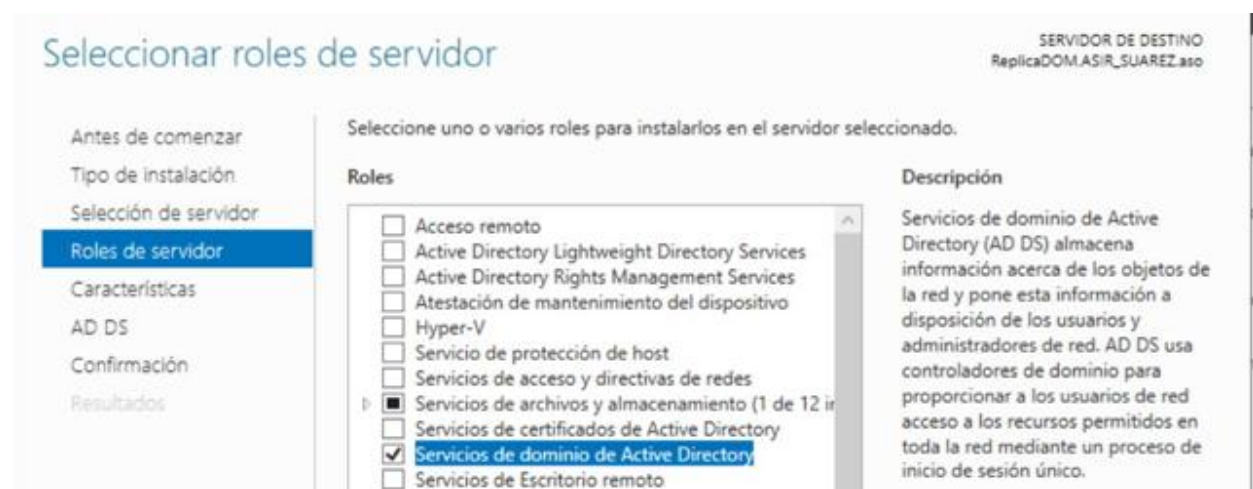 Seleccionar roles de servidor
SERVIDOR DE DESTINO
ReplicaDOM.ASIR_SUAREZ.aso
Antes de comenzar
Tipo de instalación
Selección de servidor
Roles de servidor
Características
AD DS
Confirmación
Resultados
Seleccione uno o varios roles para instalarlos en el servidor seleccionado.
Roles
Acceso remoto
Active Directory Lightweight Directory Services
Active Directory Rights Management Services
Atestación de mantenimiento del dispositivo
Hyper-V
Servicio de protección de host
Servicios de acceso y directivas de redes
Servicios de archivos y almacenamiento (1 de 12 in
Servicios de certificados de Active Directory
Servicios de dominio de Active Directory
Servicios de Escritorio remoto
Descripción
Servicios de dominio de Active
Directory (AD DS) almacena
información acerca de los objetos de
la red y pone esta información a
disposición de los usuarios y
administradores de red. AD DS usa
controladores de dominio para
proporcionar a los usuarios de red
acceso a los recursos permitidos en
toda la red mediante un proceso de
inicio de sesión único.